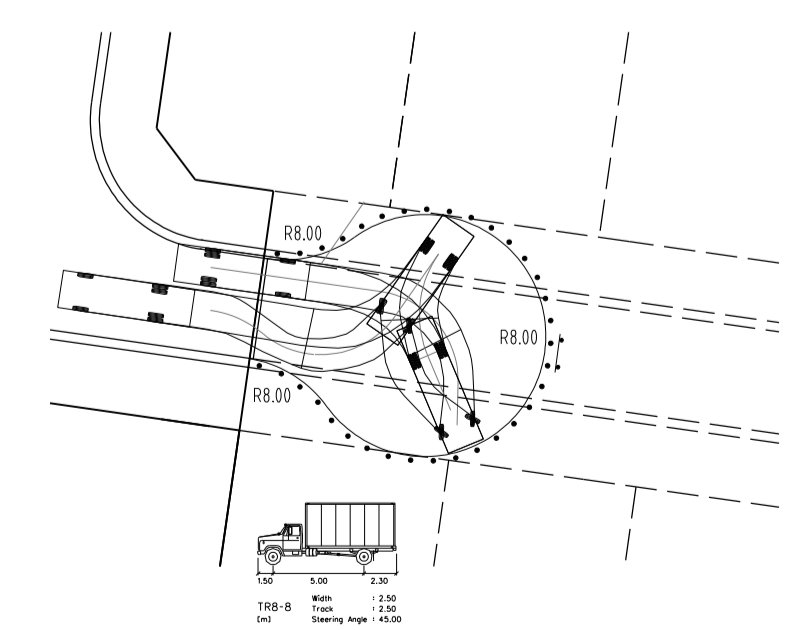 R8.00
R8.00
R8.00
1.50 5.00 2.30
TR8-8
[m]
Width : 2.50
Track : 2.50
Steering Angle : 45.00